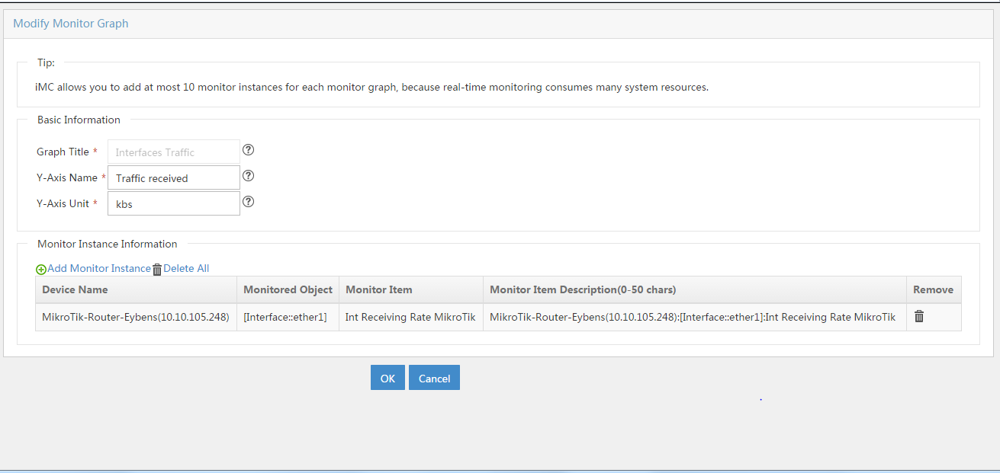 Modify Monitor Graph
Tip:
iMC allows you to add at most 10 monitor instances for each monitor graph, because real-time monitoring consumes many system resources.
Basic Information
Graph Title * Interfaces Traffic ?
Y-Axis Name * Traffic received ?
Y-Axis Unit * kbs ?
Monitor Instance Information
Add Monitor Instance Delete All
Device Name Monitored Object Monitor Item Monitor Item Description(0-50 chars) Remove
MikroTik-Router-Eybens(10.10.105.248) [Interface::ether1] Int Receiving Rate MikroTik MikroTik-Router-Eybens(10.10.105.248):[Interface::ether1]:Int Receiving Rate MikroTik
OK Cancel